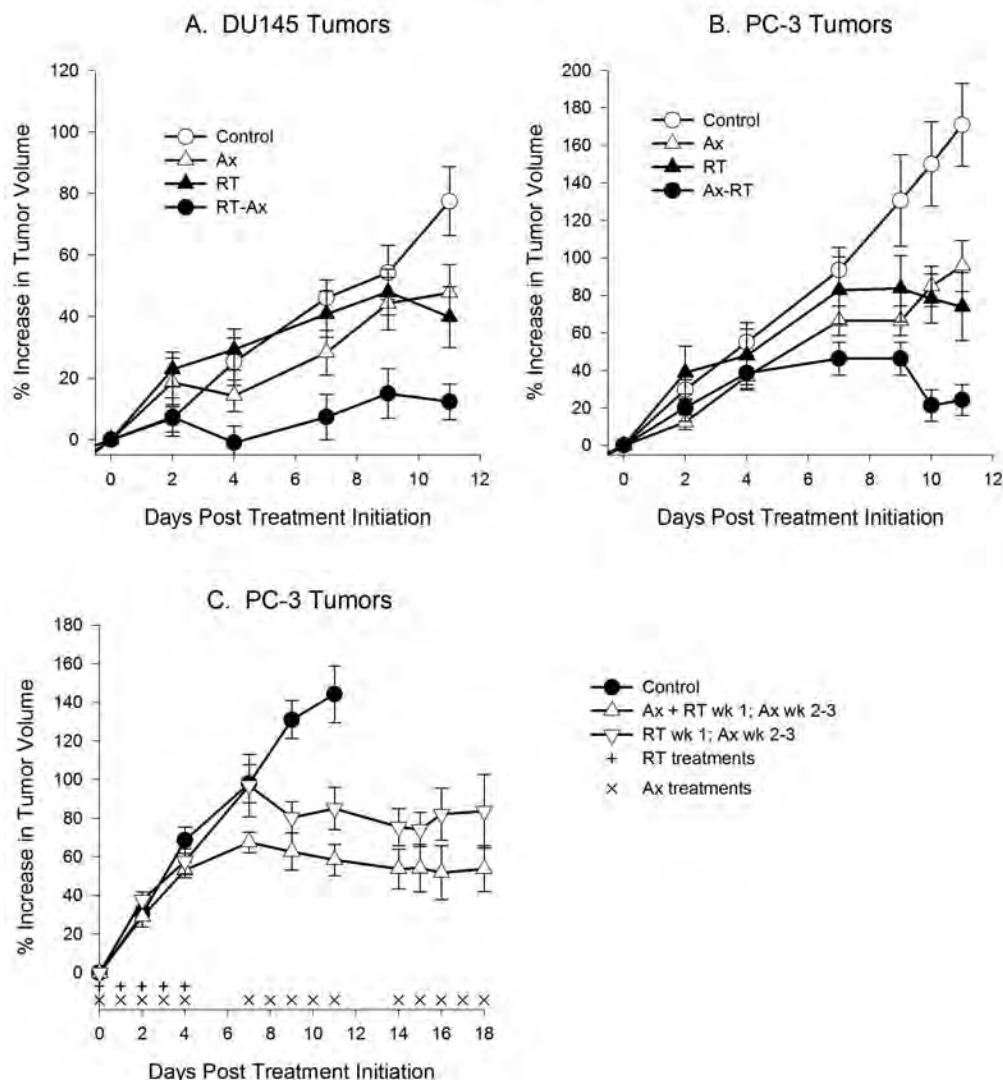 A. DU145 Tumors
% Increase in Tumor Volume
120
100
80
60
40
20
0
Control
Ax
RT
RT-Ax
0 2 4 6 8 10 12
Days Post Treatment Initiation
B. PC-3 Tumors
% Increase in Tumor Volume
200
180
160
140
120
100
80
60
40
20
0
Control
Ax
RT
Ax-RT
0 2 4 6 8 10 12
Days Post Treatment Initiation
C. PC-3 Tumors
% Increase in Tumor Volume
180
160
140
120
100
80
60
40
20
0
0 2 4 6 8 10 12 14 16 18
Days Post Treatment Initiation
Control
Ax + RT wk 1; Ax wk 2-3
RT wk 1; Ax wk 2-3
+ RT treatments
× Ax treatments